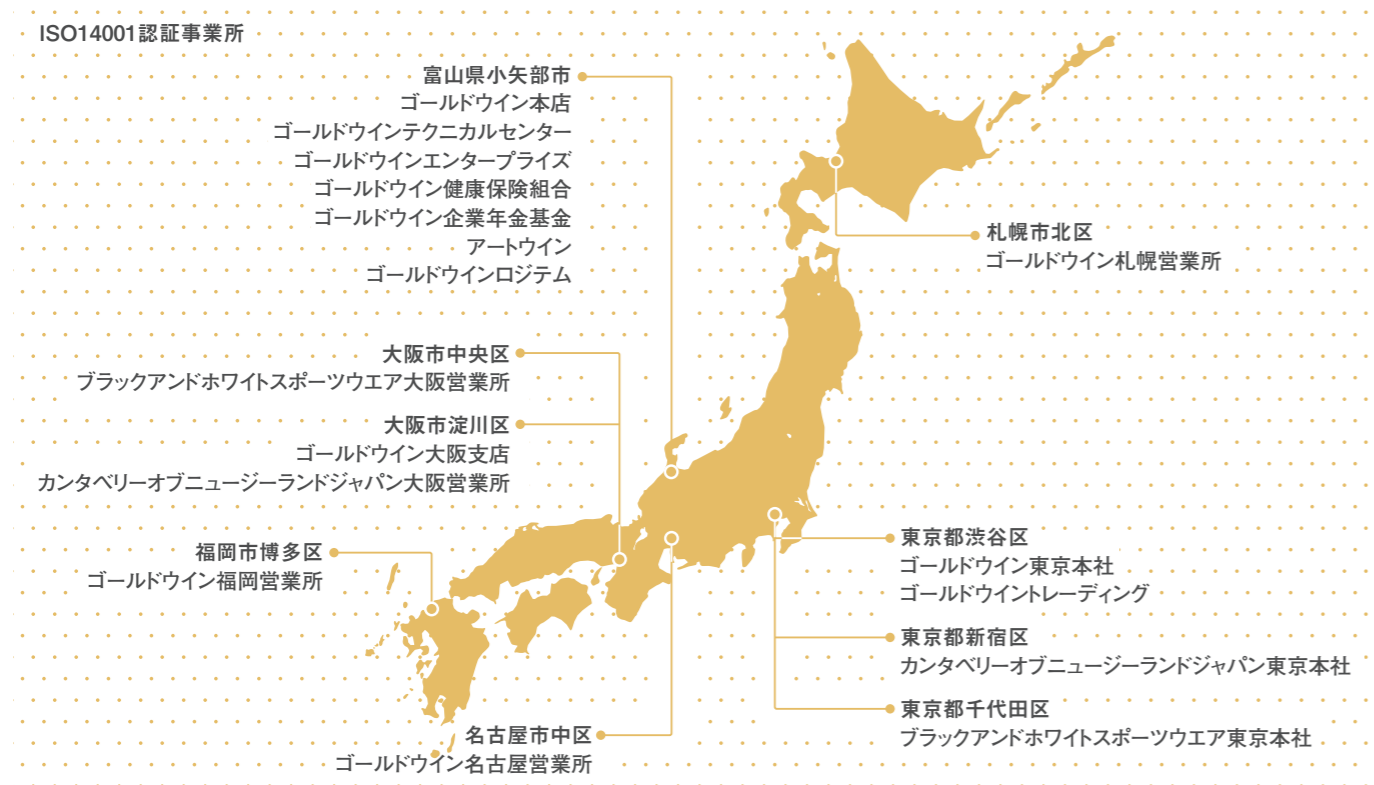 ISO14001認証事業所
富山県小矢部市
ゴールドウイン本店
ゴールドウインテクニカルセンター
ゴールドウインエンタープライズ
ゴールドウイン健康保険組合
ゴールドウイン企業年金基金
アートウイン
ゴールドウインロジテム
札幌市北区
ゴールドウイン札幌営業所
大阪市中央区
ブラックアンドホワイトスポーツウエア大阪営業所
大阪市淀川区
ゴールドウイン大阪支店
カンタベリーオブニュージーランドジャパン大阪営業所
福岡市博多区
ゴールドウイン福岡営業所
東京都渋谷区
ゴールドウイン東京本社
ゴールドウイントレーディング
東京都新宿区
カンタベリーオブニュージーランドジャパン東京本社
東京都千代田区
ブラックアンドホワイトスポーツウエア東京本社
名古屋市中区
ゴールドウイン名古屋営業所